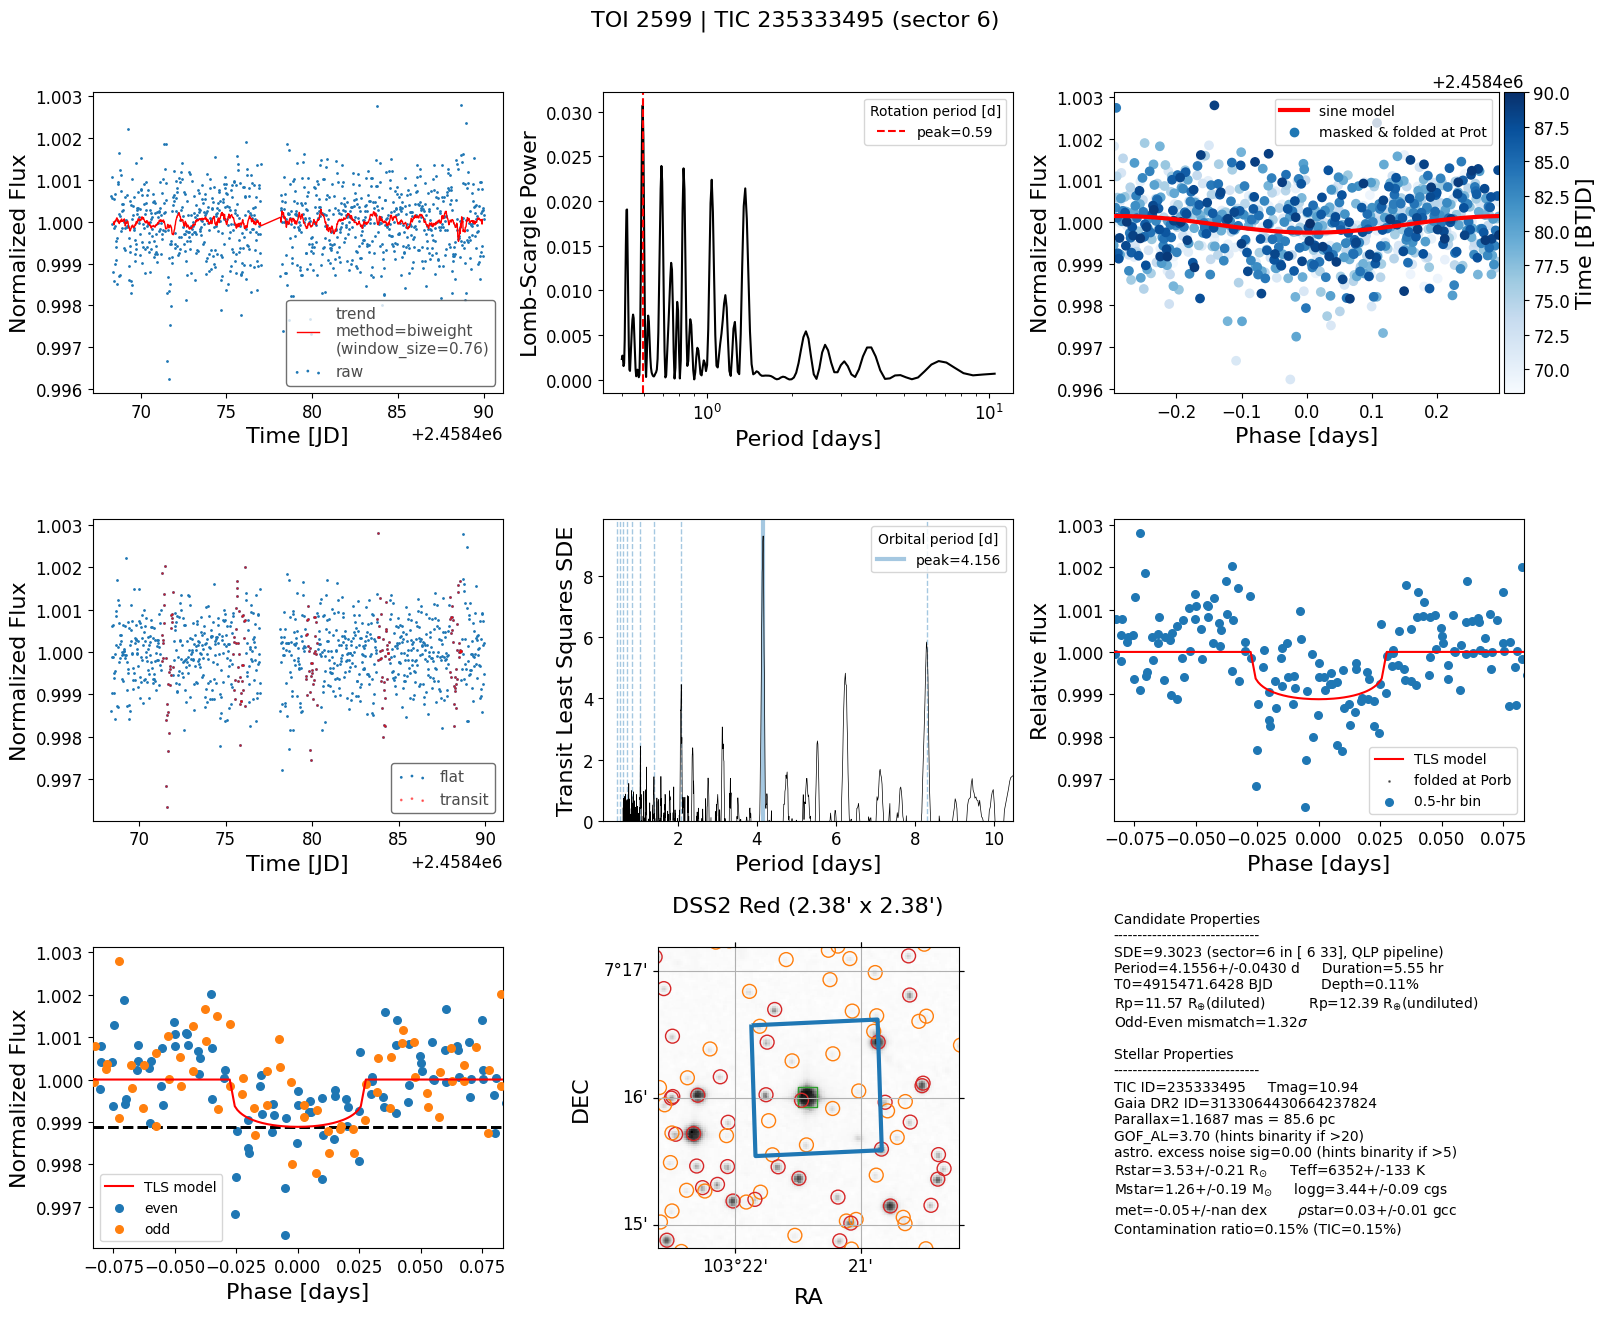 TOI 2599 | TIC 235333495 (sector 6)
1.003
1.002
1.001
1.000
0.999
0.998
0.997
0.996
Normalized Flux
trend
method=biweight
(window_size=0.76)
raw
70 75 80 85 90
Time [JD]
+2.4584e6
0.030
0.025
0.020
0.015
0.010
0.005
0.000
Lomb-Scargle Power
Rotation period [d]
peak=0.59
10^0 10^1
Period [days]
1.003
1.002
1.001
1.000
0.999
0.998
0.997
0.996
Normalized Flux
sine model
masked & folded at Prot
−0.2 −0.1 0.0 0.1 0.2
Phase [days]
+2.4584e6
90.0
87.5
85.0
82.5
80.0
77.5
75.0
72.5
70.0
Time [BTJD]
1.003
1.002
1.001
1.000
0.999
0.998
0.997
Normalized Flux
flat
transit
70 75 80 85 90
Time [JD]
+2.4584e6
8
6
4
2
0
Transit Least Squares SDE
Orbital period [d]
peak=4.156
2 4 6 8 10
Period [days]
1.003
1.002
1.001
1.000
0.999
0.998
0.997
Relative flux
TLS model
folded at Porb
0.5-hr bin
−0.075 −0.050 −0.025 0.000 0.025 0.050 0.075
Phase [days]
1.003
1.002
1.001
1.000
0.999
0.998
0.997
Normalized Flux
TLS model
even
odd
−0.075 −0.050 −0.025 0.000 0.025 0.050 0.075
Phase [days]
DSS2 Red (2.38' x 2.38')
7°17'
16'
15'
DEC
103°22' 21'
RA
Candidate Properties
------------------------------
SDE=9.3023 (sector=6 in [ 6 33], QLP pipeline)
Period=4.1556+/-0.0430 d Duration=5.55 hr
T0=4915471.6428 BJD Depth=0.11%
Rp=11.57 R⊕(diluted) Rp=12.39 R⊕(undiluted)
Odd-Even mismatch=1.32σ
Stellar Properties
------------------------------
TIC ID=235333495 Tmag=10.94
Gaia DR2 ID=3133064430664237824
Parallax=1.1687 mas = 85.6 pc
GOF_AL=3.70 (hints binarity if >20)
astro. excess noise sig=0.00 (hints binarity if >5)
Rstar=3.53+/-0.21 R⊙ Teff=6352+/-133 K
Mstar=1.26+/-0.19 M⊙ logg=3.44+/-0.09 cgs
met=-0.05+/-nan dex ρstar=0.03+/-0.01 gcc
Contamination ratio=0.15% (TIC=0.15%)